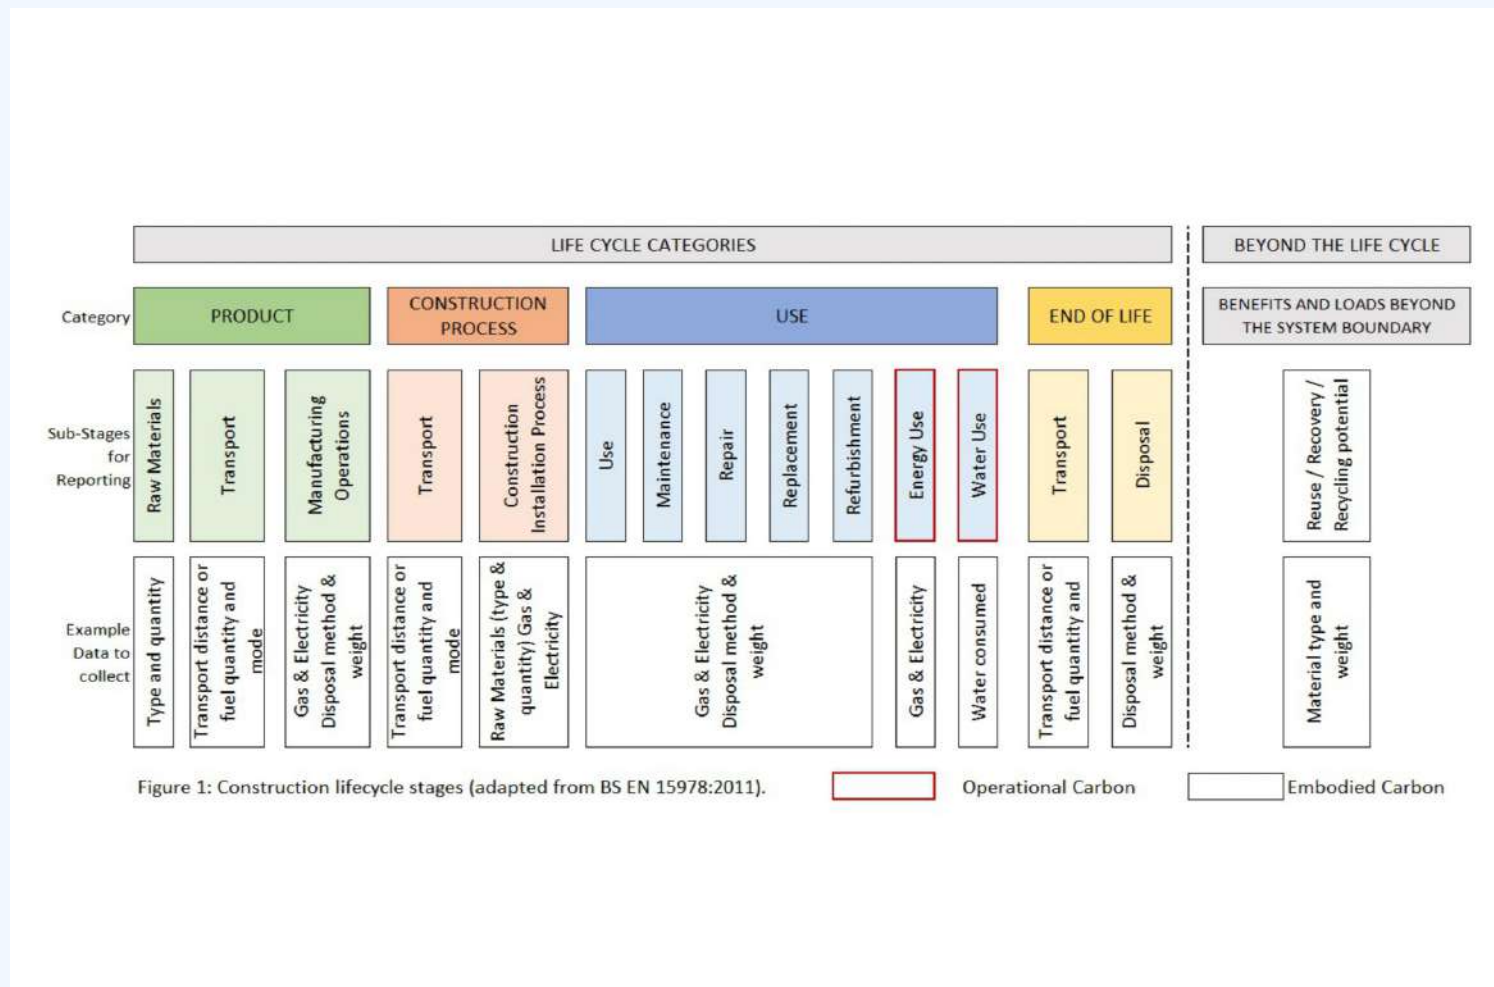 LIFE CYCLE CATEGORIES
BEYOND THE LIFE CYCLE
Category
PRODUCT
CONSTRUCTION
PROCESS
USE
END OF LIFE
BENEFITS AND LOADS BEYOND
THE SYSTEM BOUNDARY
Sub-Stages
for
Reporting
Raw Materials
Transport
Manufacturing
Operations
Transport
Construction
Installation Process
Use
Maintenance
Repair
Replacement
Refurbishment
Energy Use
Water Use
Transport
Disposal
Reuse / Recovery /
Recycling potential
Example
Data to
collect
Type and quantity
Transport distance or
fuel quantity and
mode
Gas & Electricity
Disposal method &
weight
Transport distance or
fuel quantity and
mode
Raw Materials (type &
quantity) Gas &
Electricity
Gas & Electricity
Disposal method &
weight
Gas & Electricity
Water consumed
Transport distance or
fuel quantity and
Disposal method &
weight
Material type and
weight
Figure 1: Construction lifecycle stages (adapted from BS EN 15978:2011).
Operational Carbon
Embodied Carbon